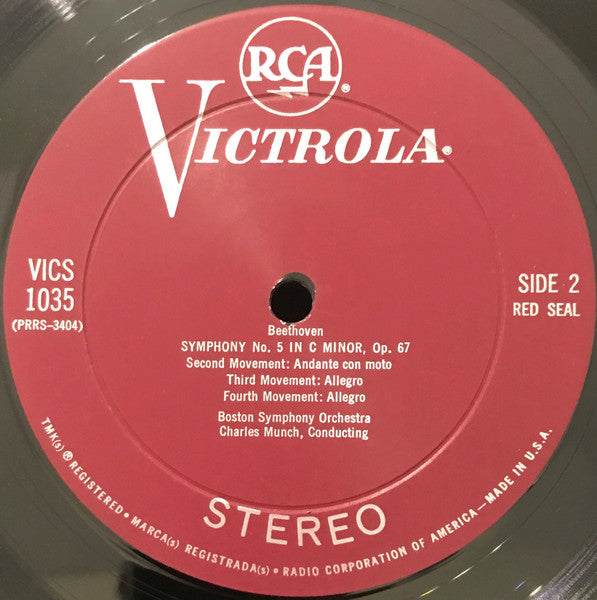 RCA®
VICTROLA®
VICS
1035
(PRRS-3404)
SIDE 2
RED SEAL
Beethoven
SYMPHONY No. 5 IN C MINOR, Op. 67
Second Movement: Andante con moto
Third Movement: Allegro
Fourth Movement: Allegro
Boston Symphony Orchestra
Charles Munch, Conducting
STEREO
TMK(s) ® REGISTERED • MARCA(s) REGISTRADA(s) • RADIO CORPORATION OF AMERICA—MADE IN U.S.A.